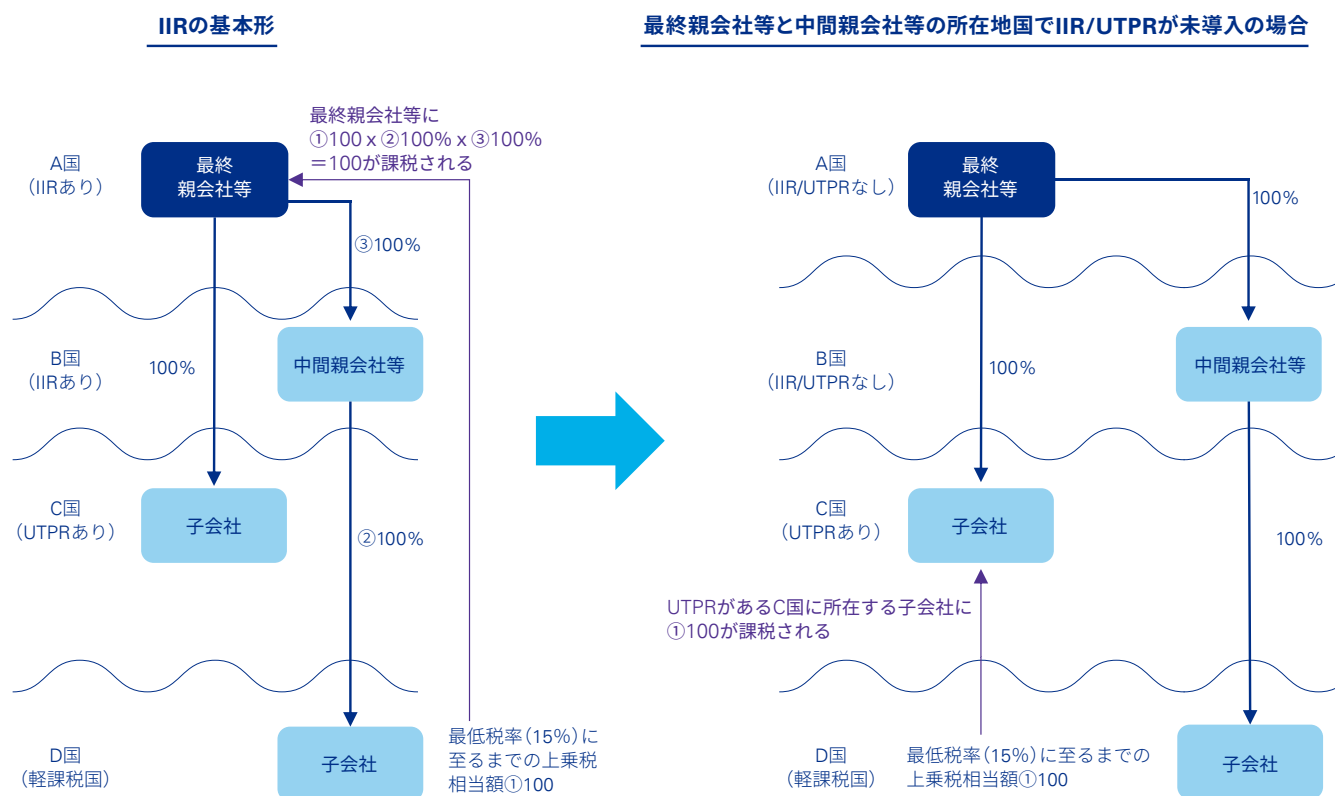 IIRの基本形
最終親会社等に
①100 x ②100% x ③100%
＝100が課税される
A国
（IIRあり）
最終
親会社等
③100%
B国
（IIRあり）
100%
中間親会社等
C国
（UTPRあり）
子会社
②100%
D国
（軽課税国）
子会社
最低税率（15%）に
至るまでの上乗税
相当額①100
最終親会社等と中間親会社等の所在地国でIIR/UTPRが未導入の場合
A国
（IIR/UTPRなし）
最終
親会社等
100%
B国
（IIR/UTPRなし）
100%
中間親会社等
C国
（UTPRあり）
子会社
100%
UTPRがあるC国に所在する子会社に
①100が課税される
D国
（軽課税国）
最低税率（15%）に至るまでの
上乗税相当額①100
子会社